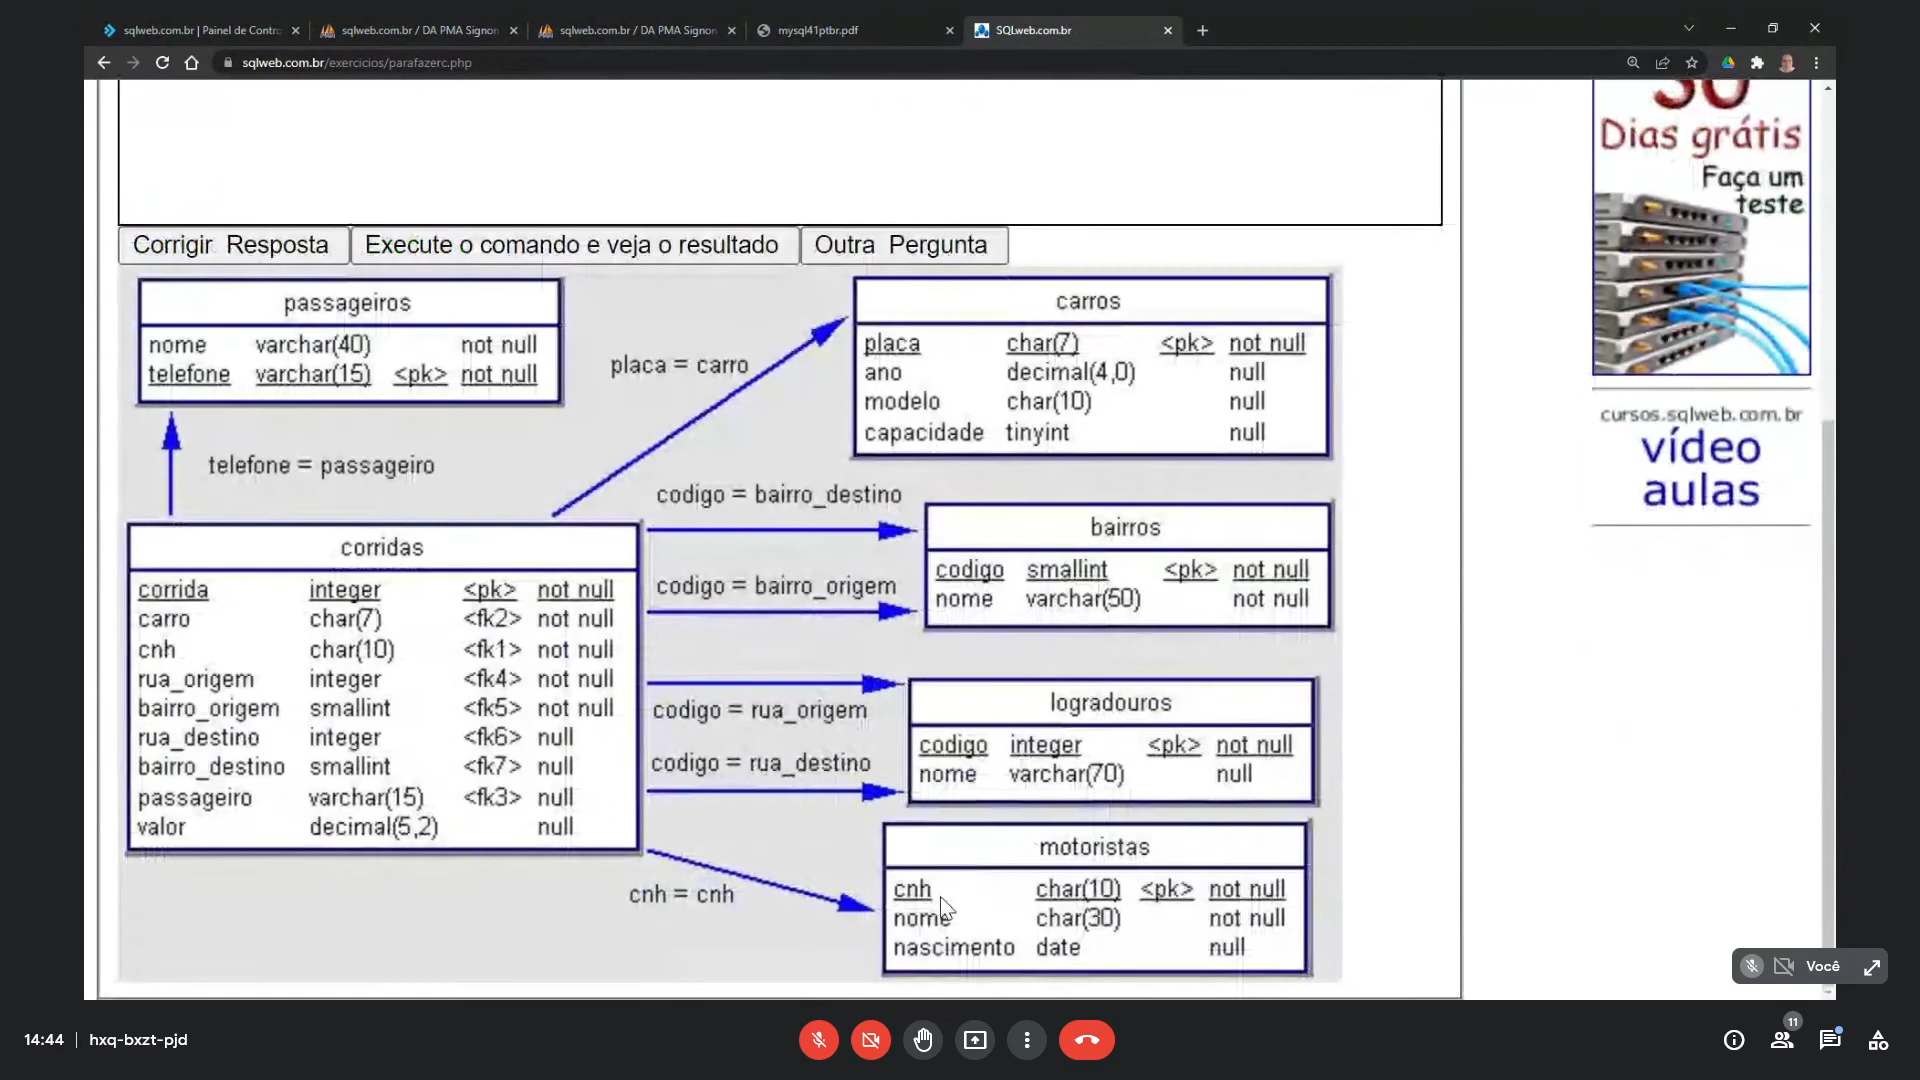 sqlweb.com.br | Painel de Contro
sqlweb.com.br / DA PMA Signon
sqlweb.com.br / DA PMA Signon
mysql41ptbr.pdf
SQLweb.com.br
sqlweb.com.br/exercicios/parafazerc.php
30
Dias grátis
Faça um
teste
Corrigir Resposta
Execute o comando e veja o resultado
Outra Pergunta
passageiros
nome varchar(40) not null
telefone varchar(15) <pk> not null
placa = carro
carros
placa char(7) <pk> not null
ano decimal(4,0) null
modelo char(10) null
capacidade tinyint null
cursos.sqlweb.com.br
vídeo
aulas
telefone = passageiro
codigo = bairro_destino
codigo = bairro_origem
bairros
codigo smallint <pk> not null
nome varchar(50) not null
corridas
corrida integer <pk> not null
carro char(7) <fk2> not null
cnh char(10) <fk1> not null
rua_origem integer <fk4> not null
bairro_origem smallint <fk5> not null
rua_destino integer <fk6> null
bairro_destino smallint <fk7> null
passageiro varchar(15) <fk3> null
valor decimal(5,2) null
codigo = rua_origem
codigo = rua_destino
logradouros
codigo integer <pk> not null
nome varchar(70) null
cnh = cnh
motoristas
cnh char(10) <pk> not null
nome char(30) not null
nascimento date null
Você
14:44 | hxq-bxzt-pjd
11